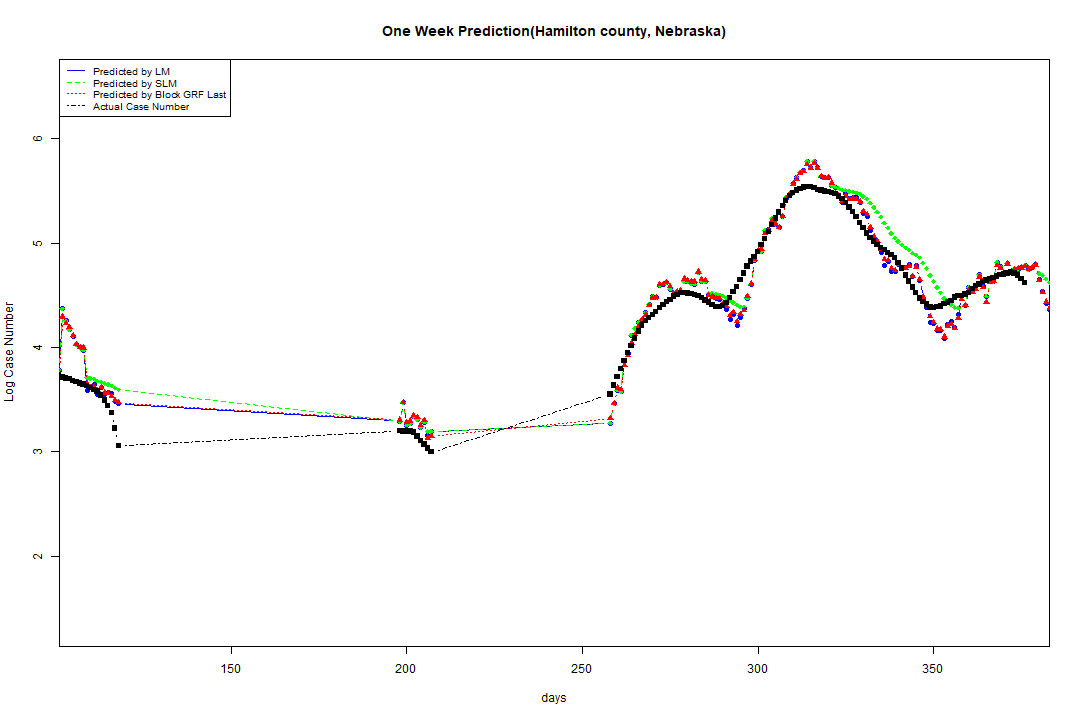 One Week Prediction(Hamilton county, Nebraska)
Predicted by LM
Predicted by SLM
Predicted by Block GRF Last
Actual Case Number
Log Case Number
6
5
4
3
2
150 200 250 300 350
days